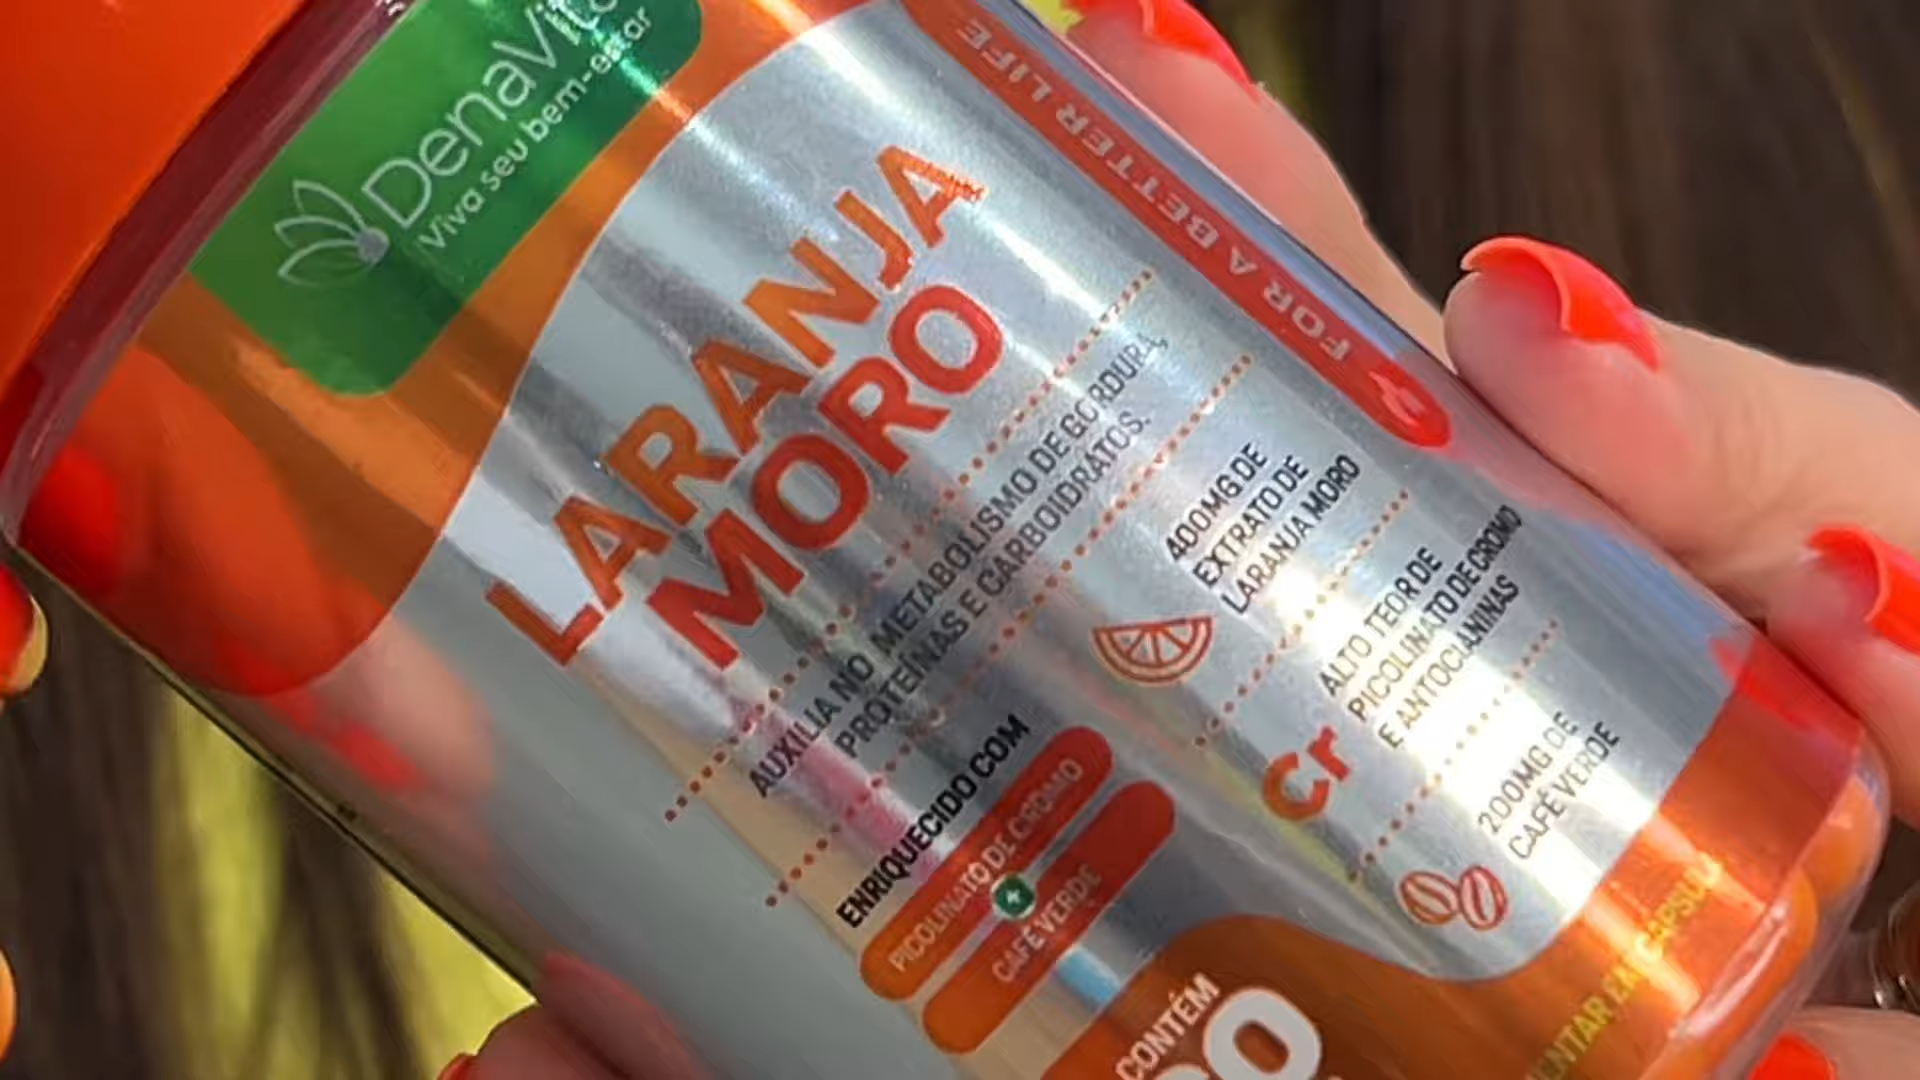 DenaVita
Viva seu bem-estar
FOR A BETTER LIFE
LARANJA
MORO
AUXILIA NO METABOLISMO DE GORDURA,
PROTEÍNAS E CARBOIDRATOS.
ENRIQUECIDO COM
PICOLINATO DE CROMO
+
CAFÉ VERDE
400MG DE
EXTRATO DE
LARANJA MORO
Cr
ALTO TEOR DE
PICOLINATO DE CROMO
E ANTOCIANINAS
200MG DE
CAFÉ VERDE
CONTÉM